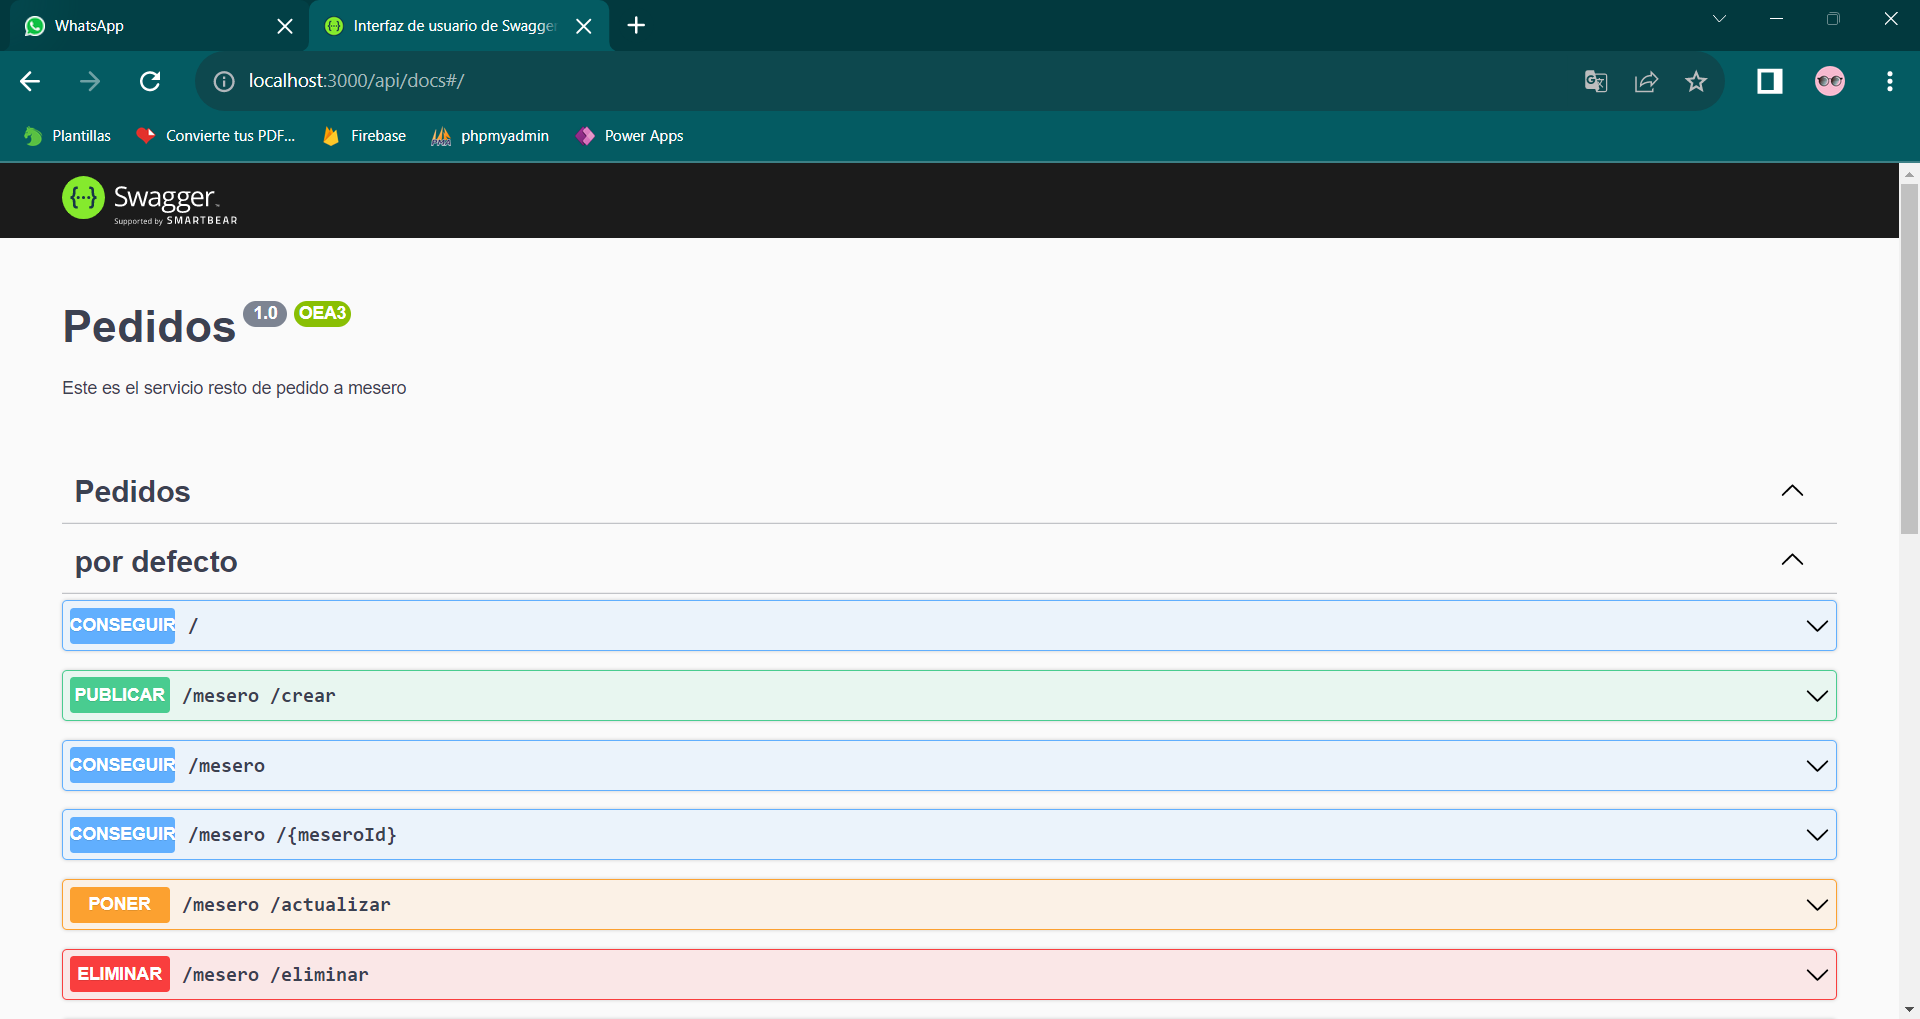 WhatsApp
Interfaz de usuario de Swagge
localhost:3000/api/docs#/
Plantillas
Convierte tus PDF...
Firebase
phpmyadmin
Power Apps
Swagger.
Supported by SMARTBEAR
Pedidos 1.0 OEA3
Este es el servicio resto de pedido a mesero
Pedidos
por defecto
CONSEGUIR /
PUBLICAR /mesero /crear
CONSEGUIR /mesero
CONSEGUIR /mesero /{meseroId}
PONER /mesero /actualizar
ELIMINAR /mesero /eliminar